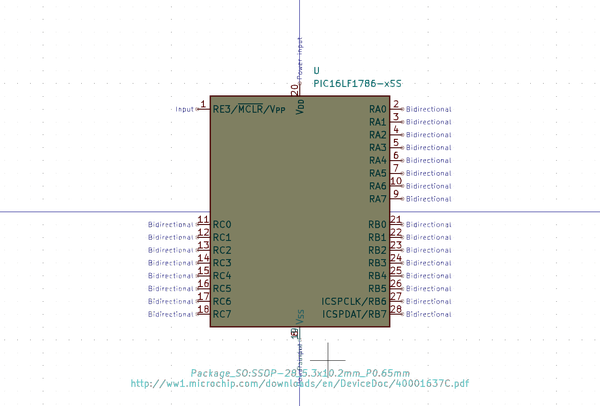 Power input
20
VDD
U
PIC16LF1786-xSS
Input 1 RE3/MCLR/VPP
RA0 2 Bidirectional
RA1 3 Bidirectional
RA2 4 Bidirectional
RA3 5 Bidirectional
RA4 6 Bidirectional
RA5 7 Bidirectional
RA6 10 Bidirectional
RA7 9 Bidirectional
Bidirectional 11 RC0
RB0 21 Bidirectional
Bidirectional 12 RC1
RB1 22 Bidirectional
Bidirectional 13 RC2
RB2 23 Bidirectional
Bidirectional 14 RC3
RB3 24 Bidirectional
Bidirectional 15 RC4
RB4 25 Bidirectional
Bidirectional 16 RC5
RB5 26 Bidirectional
Bidirectional 17 RC6
ICSPCLK/RB6 27 Bidirectional
Bidirectional 18 RC7
ICSPDAT/RB7 28 Bidirectional
VSS
Package_SO:SSOP-28_5.3x10.2mm_P0.65mm
http://ww1.microchip.com/downloads/en/DeviceDoc/40001637C.pdf